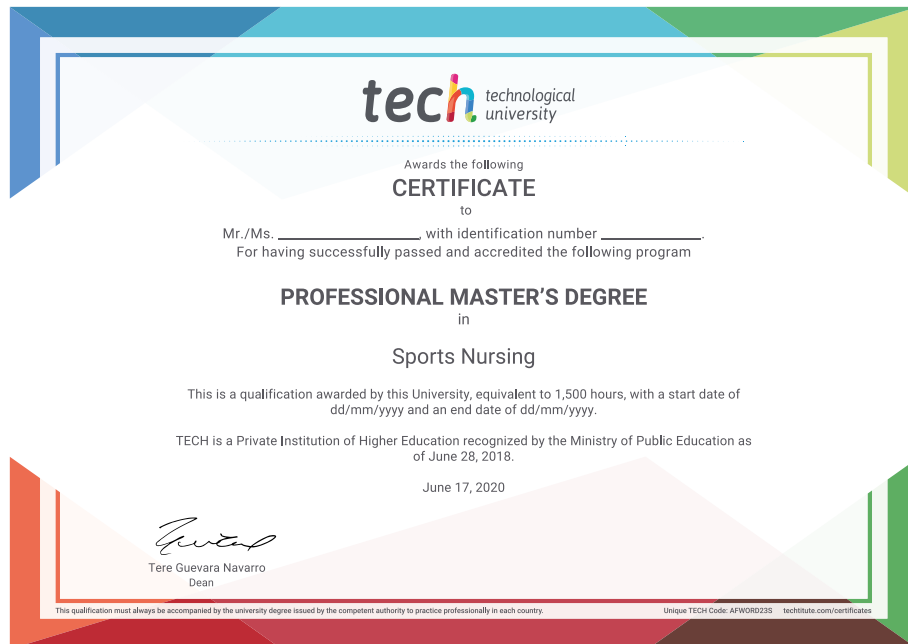 tech technological
university
Awards the following
CERTIFICATE
to
Mr./Ms. ____________________, with identification number ______________.
For having successfully passed and accredited the following program
PROFESSIONAL MASTER'S DEGREE
in
Sports Nursing
This is a qualification awarded by this University, equivalent to 1,500 hours, with a start date of
dd/mm/yyyy and an end date of dd/mm/yyyy.
TECH is a Private Institution of Higher Education recognized by the Ministry of Public Education as
of June 28, 2018.
June 17, 2020
Tere Guevara Navarro
Dean
This qualification must always be accompanied by the university degree issued by the competent authority to practice professionally in each country. Unique TECH Code: AFWORD23S techtitute.com/certificates